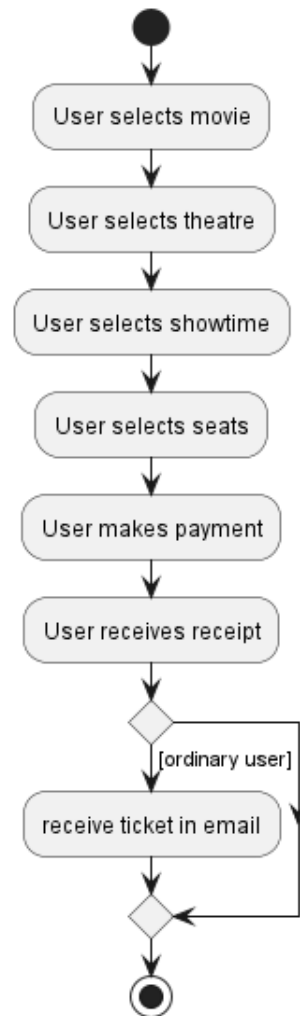 User selects movie
User selects theatre
User selects showtime
User selects seats
User makes payment
User receives receipt
[ordinary user]
receive ticket in email